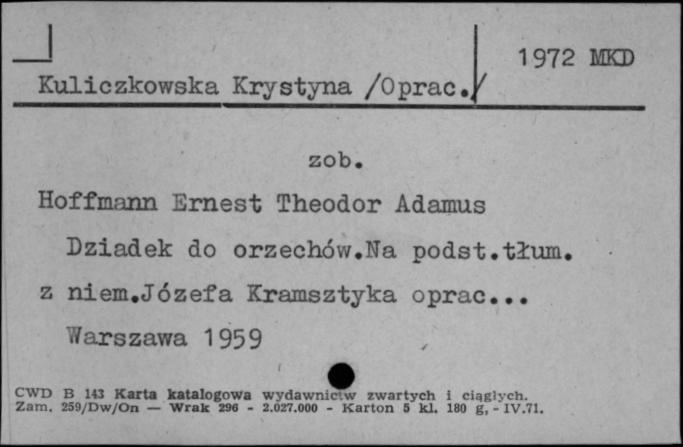 1972 MKD
Kuliczkowska Krystyna /Oprac./
zob.
Hoffmann Ernest Theodor Adamus
Dziadek do orzechów.Na podst.tłum.
z niem.Józefa Kramsztyka oprac...
Warszawa 1959
CWD B 143 Karta katalogowa wydawnictw zwartych i ciągłych.
Zam. 259/Dw/On — Wrak 296 - 2.027.000 - Karton 5 kl. 180 g, - IV.71.